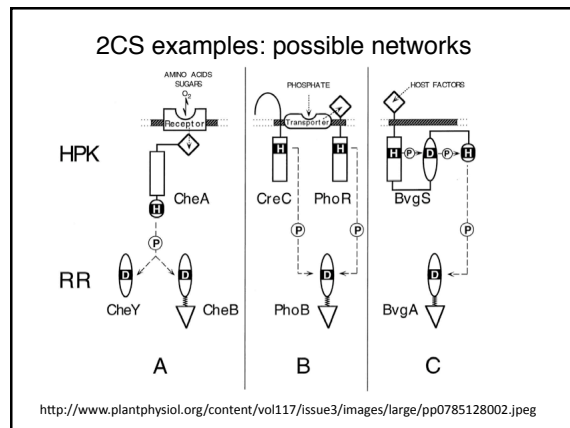 2CS examples: possible networks
AMINO ACIDS
SUGARS
O2
Receptor
PHOSPHATE
Transporter
HOST FACTORS
HPK
H
CheA
H
CreC
H
PhoR
H
P
D
P
H
BvgS
P
P
P
P
RR
D
CheY
D
CheB
D
PhoB
D
BvgA
A
B
C
http://www.plantphysiol.org/content/vol117/issue3/images/large/pp0785128002.jpeg